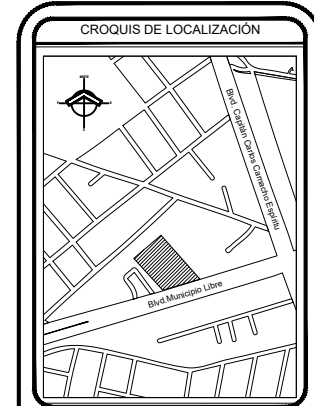 CROQUIS DE LOCALIZACIÓN
Blvd. Capitán Carlos Camacho Espíritu
Blvd.Municipio Libre